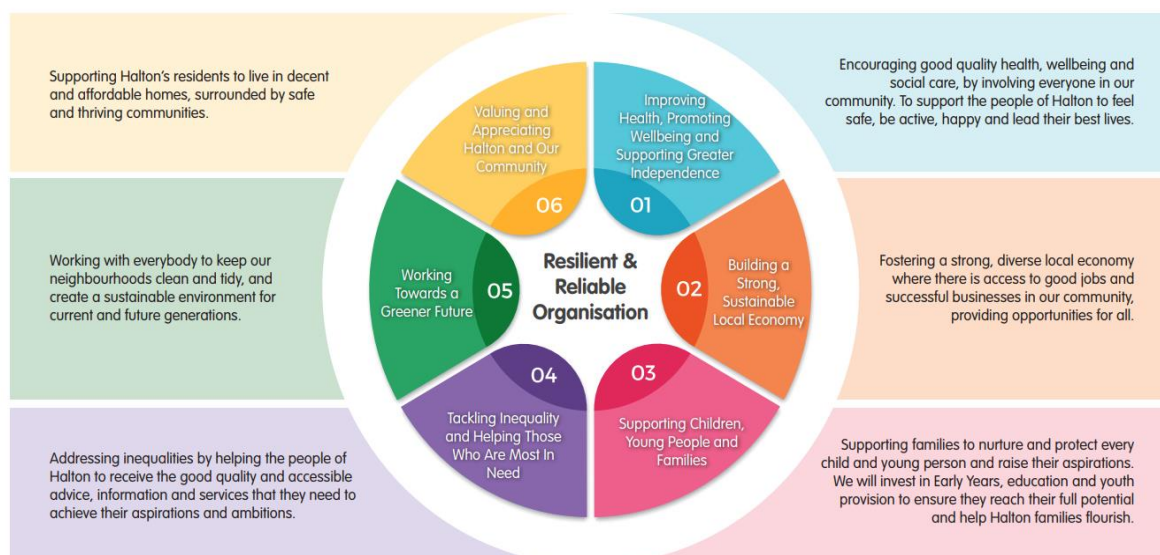 Supporting Halton's residents to live in decent
and affordable homes, surrounded by safe
and thriving communities.
Valuing and
Appreciating
Halton and Our
Community
06
Improving
Health, Promoting
Wellbeing and
Supporting Greater
Independence
01
Encouraging good quality health, wellbeing and
social care, by involving everyone in our
community. To support the people of Halton to feel
safe, be active, happy and lead their best lives.
Working with everybody to keep our
neighbourhoods clean and tidy, and
create a sustainable environment for
current and future generations.
Working
Towards a
Greener Future
05
Resilient &
Reliable
Organisation
02
Building a
Strong,
Sustainable
Local Economy
Fostering a strong, diverse local economy
where there is access to good jobs and
successful businesses in our community,
providing opportunities for all.
Addressing inequalities by helping the people of
Halton to receive the good quality and accessible
advice, information and services that they need to
achieve their aspirations and ambitions.
04
Tackling Inequality
and Helping Those
Who Are Most In
Need
03
Supporting Children,
Young People and
Families
Supporting families to nurture and protect every
child and young person and raise their aspirations.
We will invest in Early Years, education and youth
provision to ensure they reach their full potential
and help Halton families flourish.